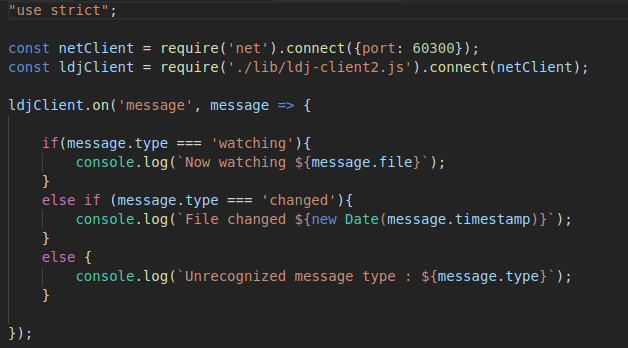 "use strict";
const netClient = require('net').connect({port: 60300});
const ldjClient = require('./lib/ldj-client2.js').connect(netClient);
ldjClient.on('message', message => {
if(message.type === 'watching'){
console.log(`Now watching ${message.file}`);
}
else if (message.type === 'changed'){
console.log(`File changed ${new Date(message.timestamp)}`);
}
else {
console.log(`Unrecognized message type : ${message.type}`);
}
});